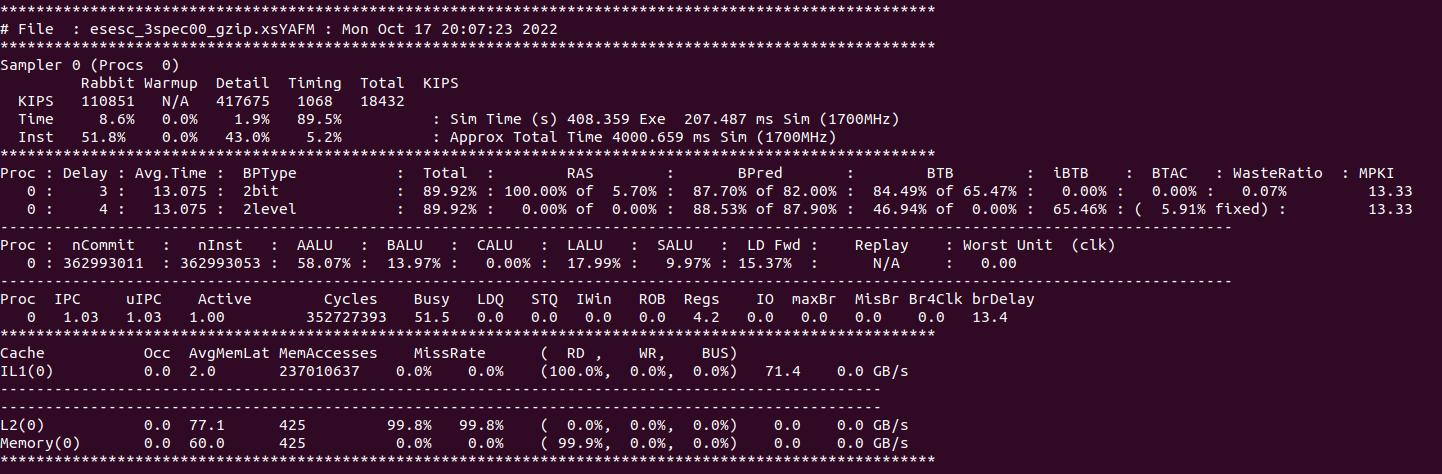 ********************************************************************************************************
# File  : esesc_3spec00_gzip.xsYAFM : Mon Oct 17 20:07:23 2022
********************************************************************************************************
Sampler 0 (Procs  0)
         Rabbit Warmup  Detail  Timing  Total  KIPS
  KIPS   110851   N/A   417675   1068   18432
  Time     8.6%   0.0%     1.9%  89.5%          : Sim Time (s) 408.359 Exe  207.487 ms Sim (1700MHz)
  Inst   51.8%    0.0%   43.0%    5.2%          : Approx Total Time 4000.659 ms Sim (1700MHz)
********************************************************************************************************
Proc : Delay : Avg.Time :  BPType           :  Total  :        RAS        :       BPred        :        BTB        :  iBTB    :  BTAC   : WasteRatio  : MPKI
   0 :     3 :   13.075 :  2bit             :  89.92% : 100.00% of  5.70% :  87.70% of 82.00% :  84.49% of 65.47% :   0.00%  :   0.00%  :  0.07%         13.33
   0 :     4 :   13.075 :  2level           :  89.92% :   0.00% of  0.00% :  88.53% of 87.90% :  46.94% of  0.00% :  65.46% : (  5.91% fixed) :         13.33
-----------------------------------------------------------------------------------------------------------------------------------------
Proc :  nCommit   :   nInst   :  AALU   :  BALU   :  CALU   :  LALU   :  SALU   :  LD Fwd :    Replay    : Worst Unit  (clk)
   0 : 362993011  : 362993053 : 58.07% :  13.97% :   0.00% :  17.99% :   9.97% : 15.37%  :      N/A     :   0.00
-----------------------------------------------------------------------------------------------------------------------------------------
Proc  IPC    uIPC    Active        Cycles    Busy   LDQ   STQ  IWin   ROB  Regs    IO  maxBr  MisBr Br4Clk brDelay
   0   1.03   1.03   1.00         352727393   51.5   0.0   0.0   0.0   0.0   4.2   0.0   0.0   0.0    0.0   13.4
********************************************************************************************************
Cache           Occ  AvgMemLat MemAccesses    MissRate      (  RD ,    WR,    BUS)
IL1(0)          0.0  2.0       237010637    0.0%    0.0%    (100.0%,  0.0%,  0.0%)   71.4    0.0 GB/s
--------------------------------------------------------------------------------------------------
--------------------------------------------------------------------------------------------------
L2(0)           0.0  77.1      425         99.8%   99.8%    (  0.0%,  0.0%,  0.0%)    0.0    0.0 GB/s
Memory(0)       0.0  60.0      425          0.0%    0.0%    ( 99.9%,  0.0%,  0.0%)    0.0    0.0 GB/s
********************************************************************************************************